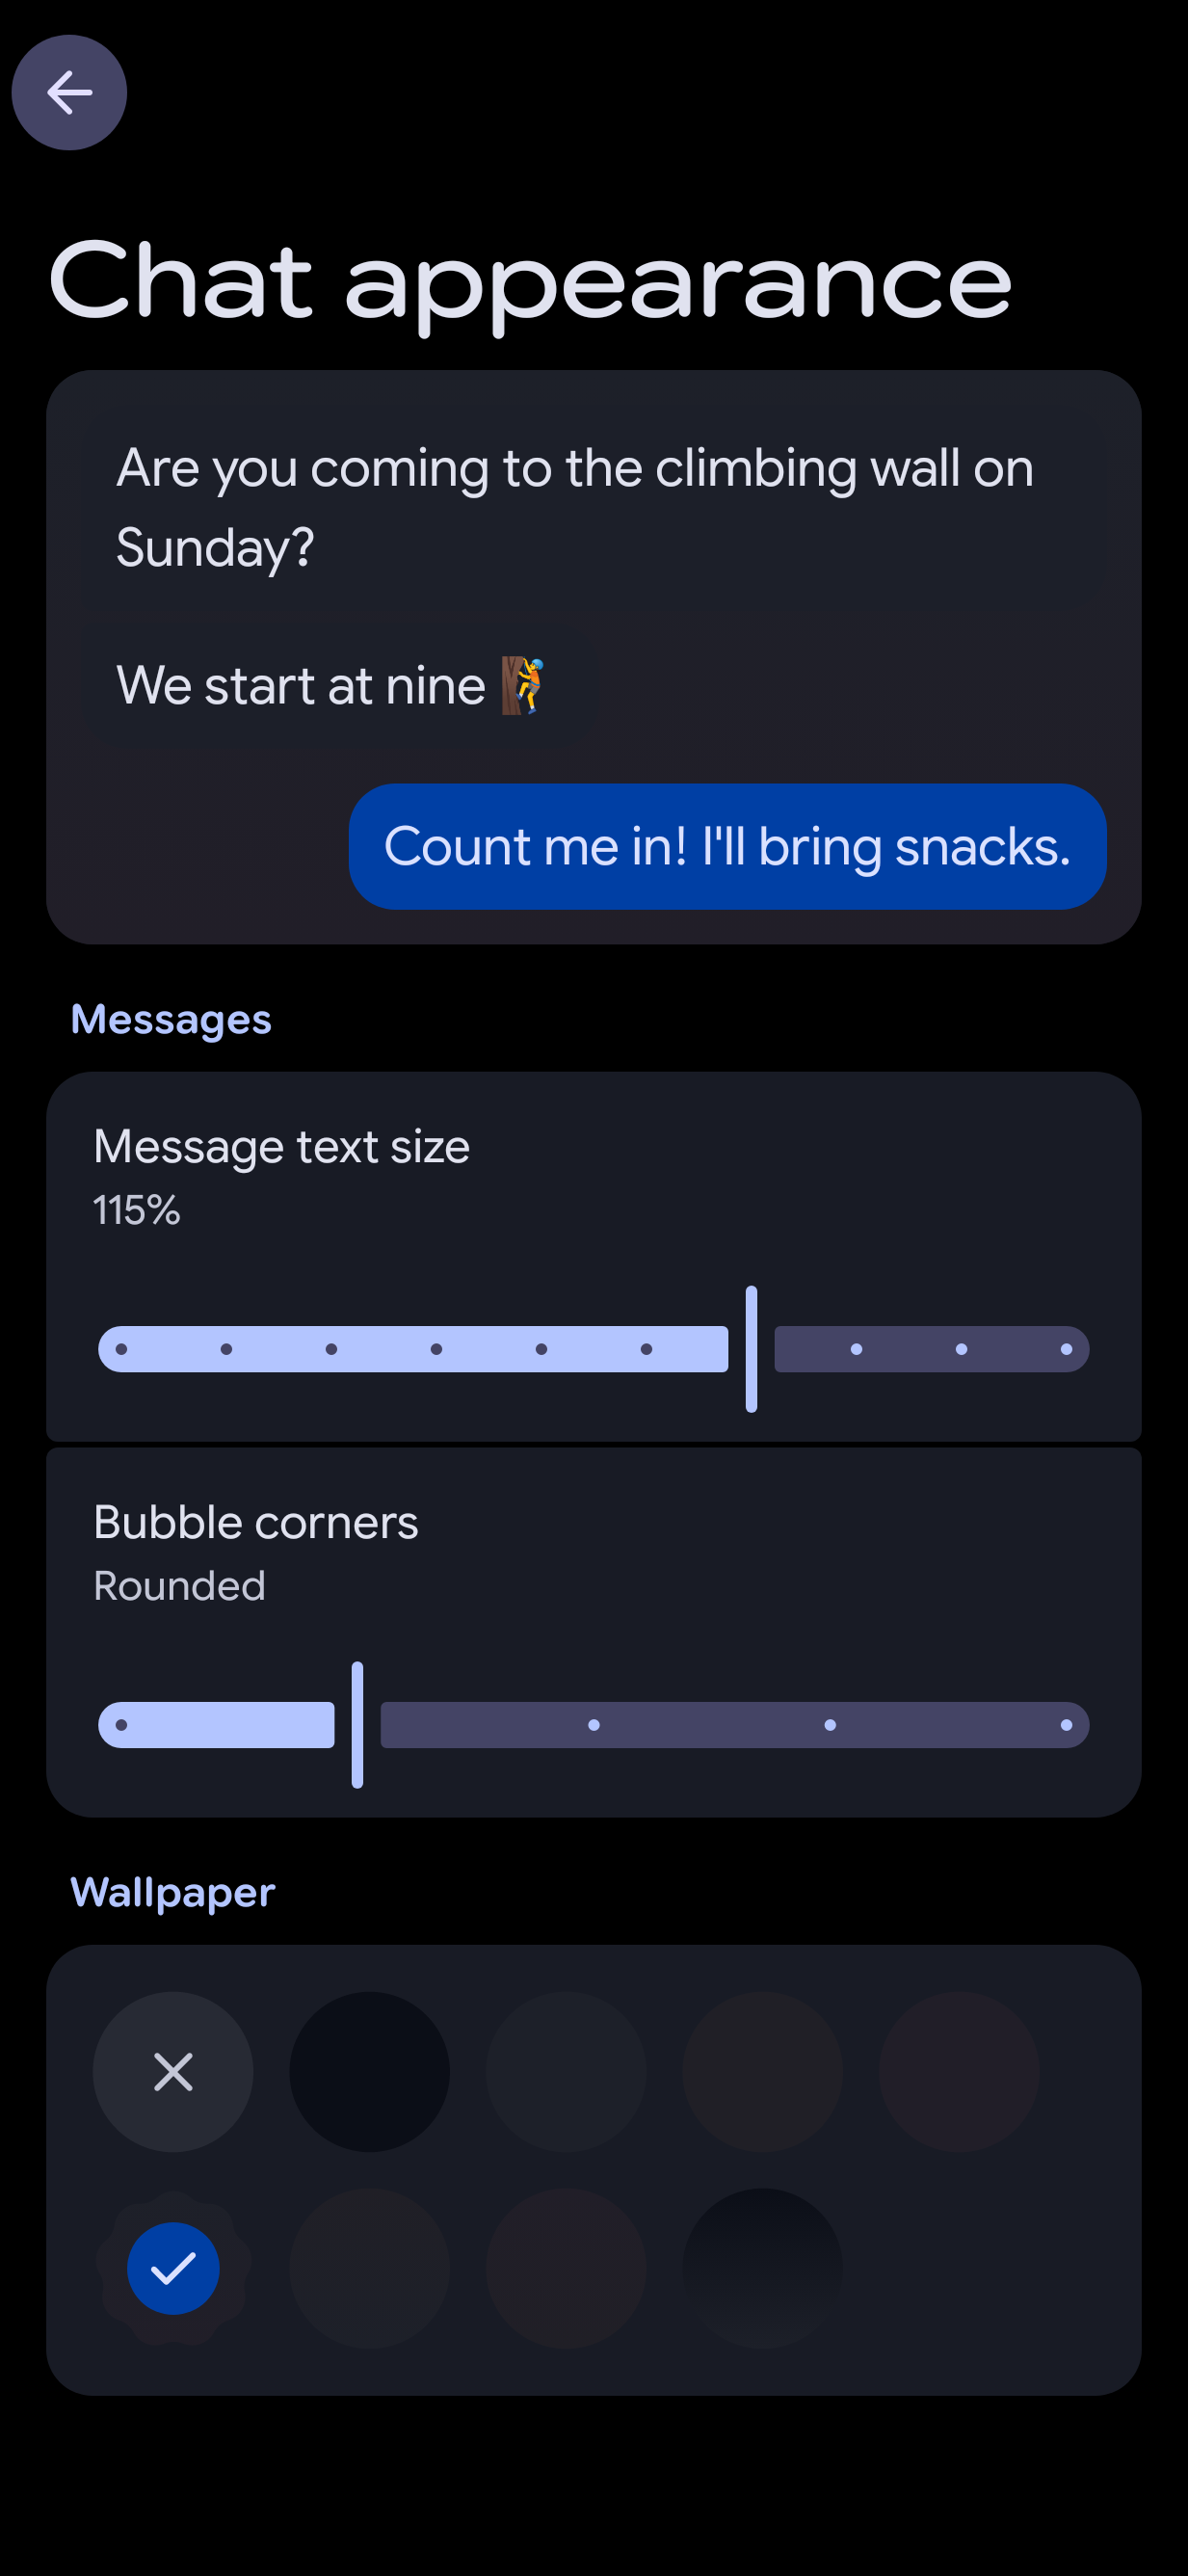 Chat appearance
Are you coming to the climbing wall on
Sunday?
We start at nine 🧗
Count me in! I'll bring snacks.
Messages
Message text size
115%
Bubble corners
Rounded
Wallpaper